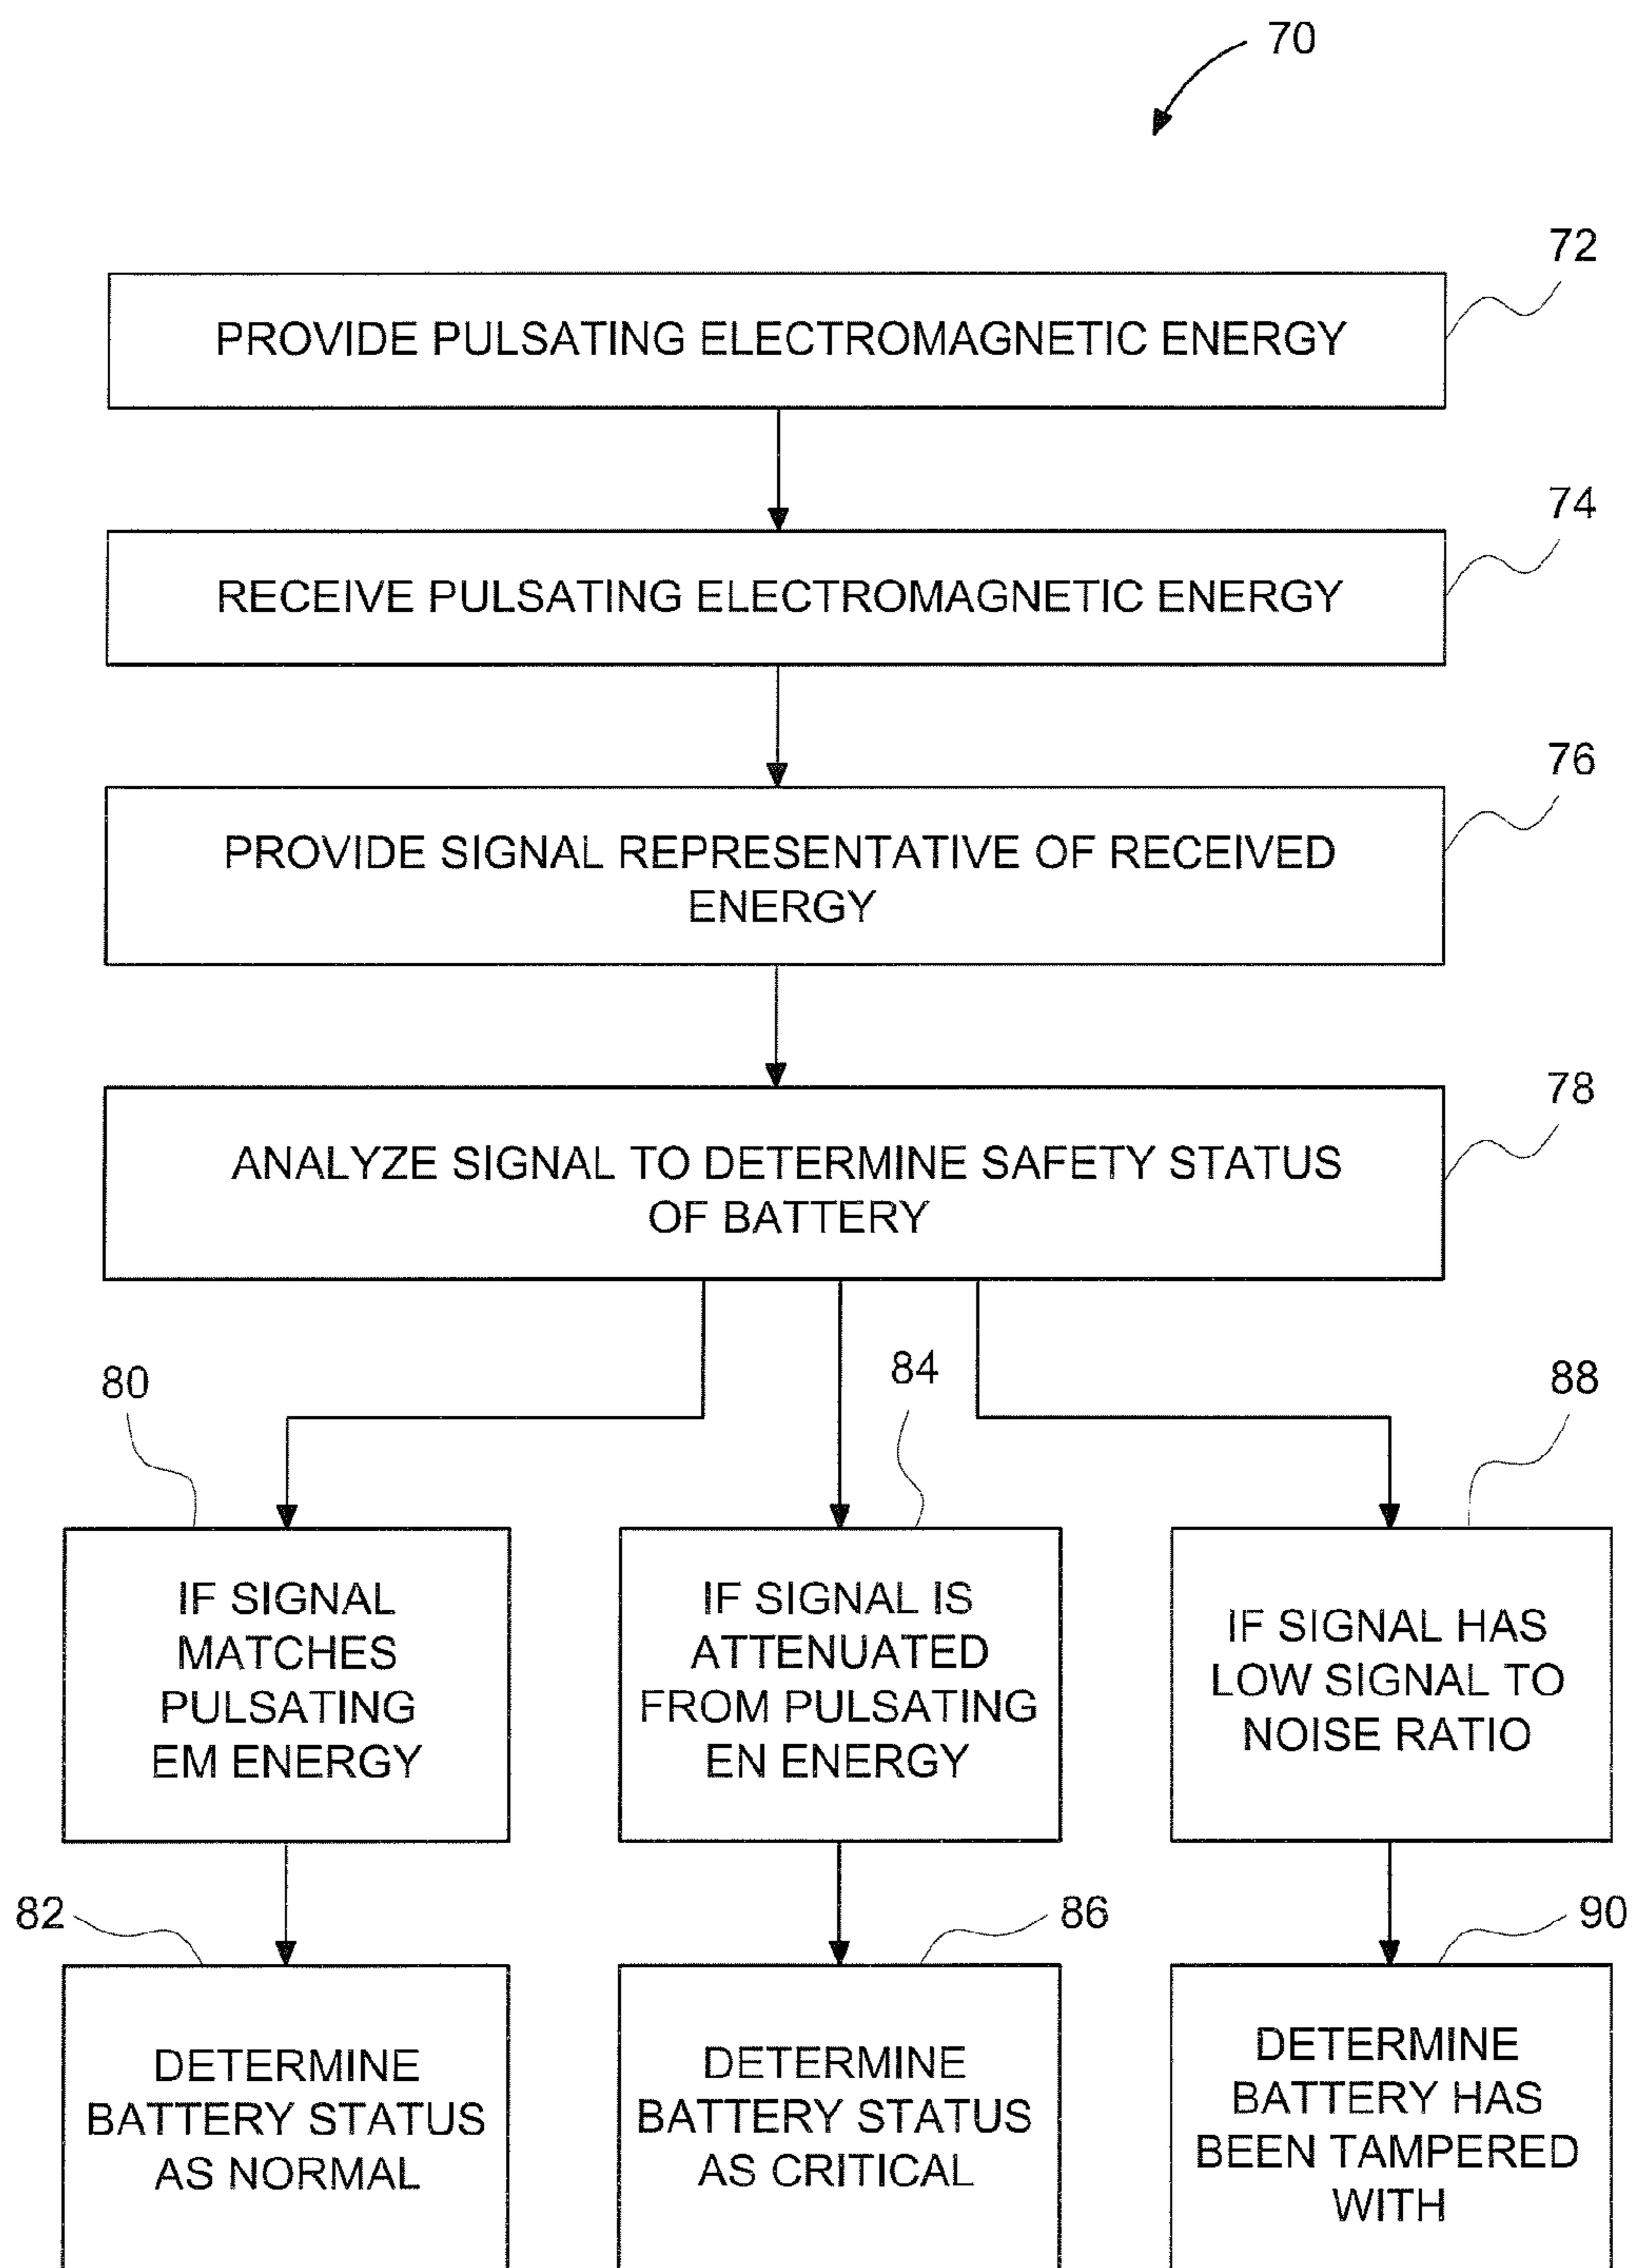 70
72
PROVIDE PULSATING ELECTROMAGNETIC ENERGY
74
RECEIVE PULSATING ELECTROMAGNETIC ENERGY
76
PROVIDE SIGNAL REPRESENTATIVE OF RECEIVED
ENERGY
78
ANALYZE SIGNAL TO DETERMINE SAFETY STATUS
OF BATTERY
80
IF SIGNAL
MATCHES
PULSATING
EM ENERGY
84
IF SIGNAL IS
ATTENUATED
FROM PULSATING
EN ENERGY
88
IF SIGNAL HAS
LOW SIGNAL TO
NOISE RATIO
82
DETERMINE
BATTERY STATUS
AS NORMAL
86
DETERMINE
BATTERY STATUS
AS CRITICAL
90
DETERMINE
BATTERY HAS
BEEN TAMPERED
WITH